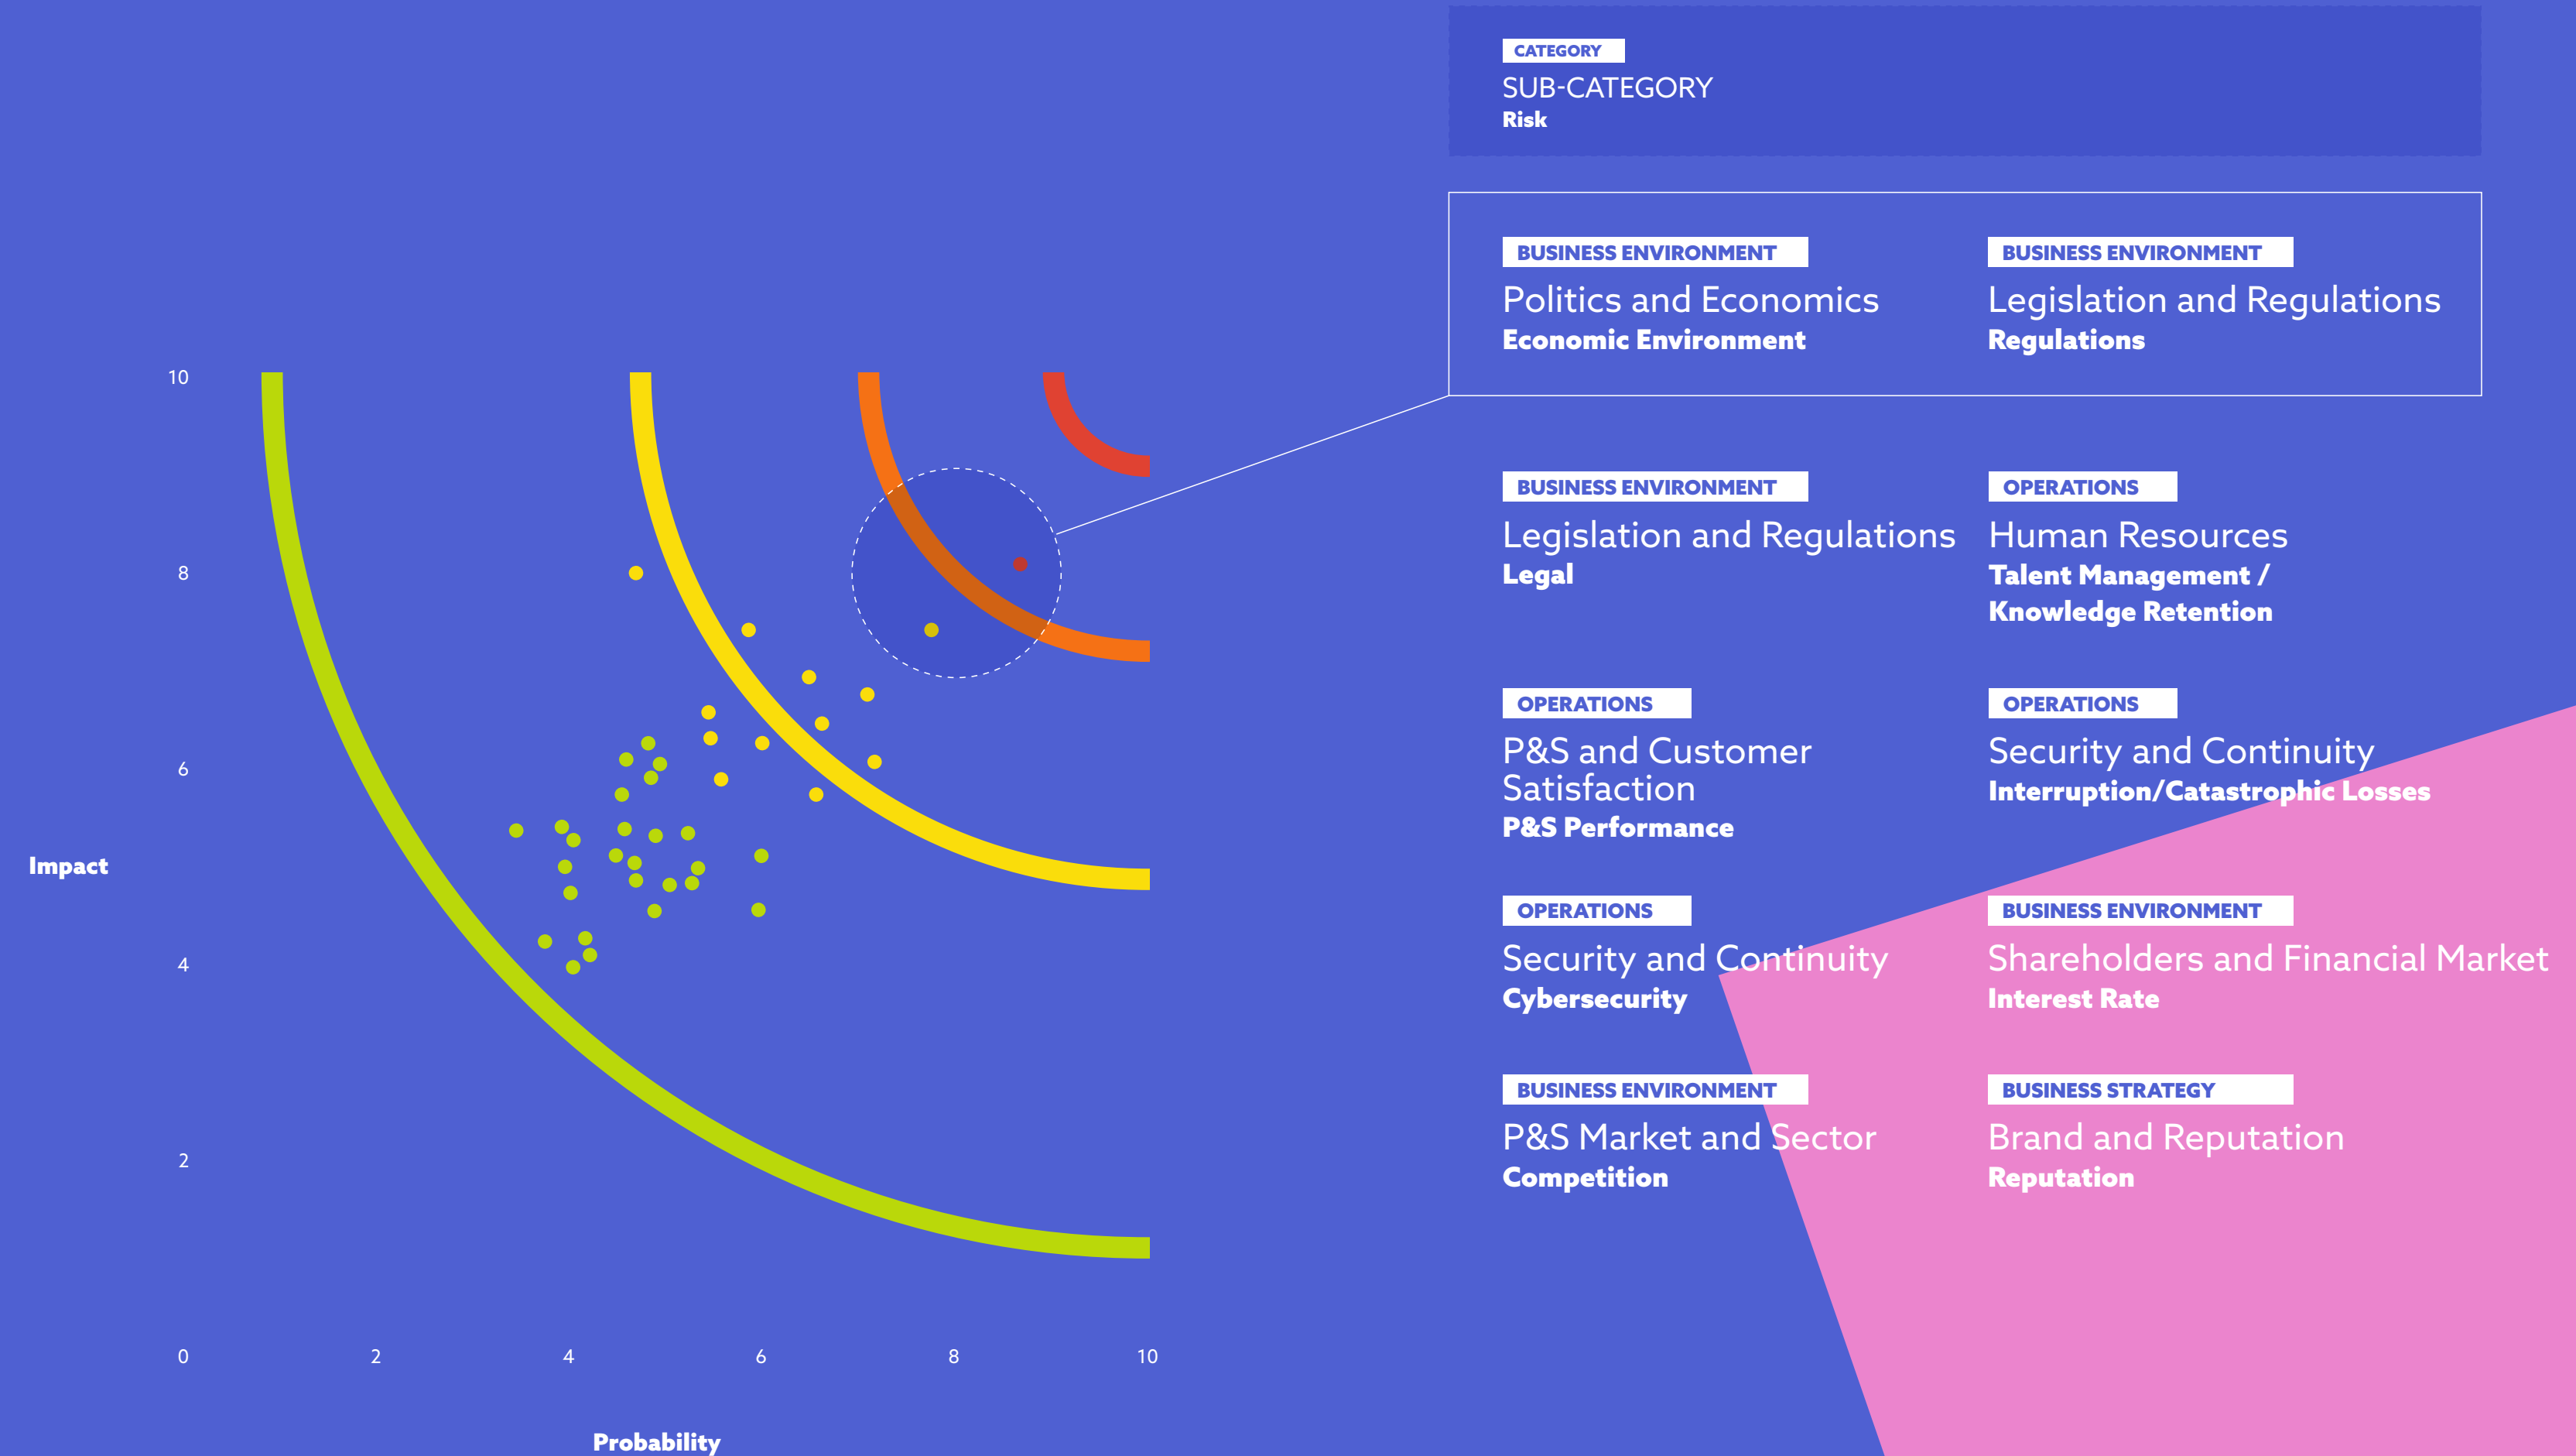 CATEGORY
SUB-CATEGORY
Risk
BUSINESS ENVIRONMENT
Politics and Economics
Economic Environment
BUSINESS ENVIRONMENT
Legislation and Regulations
Regulations
BUSINESS ENVIRONMENT
Legislation and Regulations
Legal
OPERATIONS
Human Resources
Talent Management /
Knowledge Retention
OPERATIONS
P&S and Customer
Satisfaction
P&S Performance
OPERATIONS
Security and Continuity
Interruption/Catastrophic Losses
OPERATIONS
Security and Continuity
Cybersecurity
BUSINESS ENVIRONMENT
Shareholders and Financial Market
Interest Rate
BUSINESS ENVIRONMENT
P&S Market and Sector
Competition
BUSINESS STRATEGY
Brand and Reputation
Reputation
10
8
6
Impact
4
2
0 2 4 6 8 10
Probability